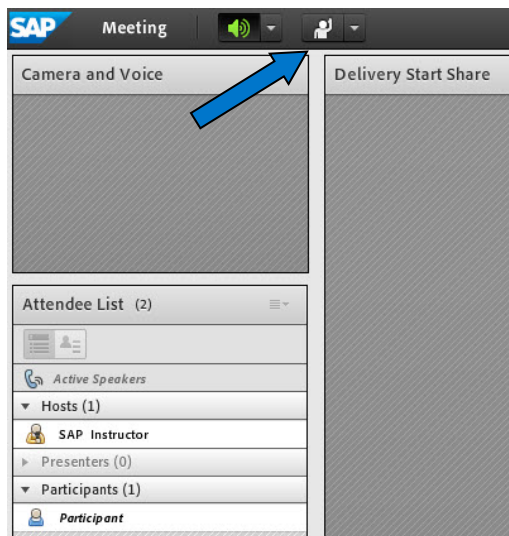 SAP Meeting
Camera and Voice
Delivery Start Share
Attendee List (2)
Active Speakers
Hosts (1)
SAP Instructor
Presenters (0)
Participants (1)
Participant